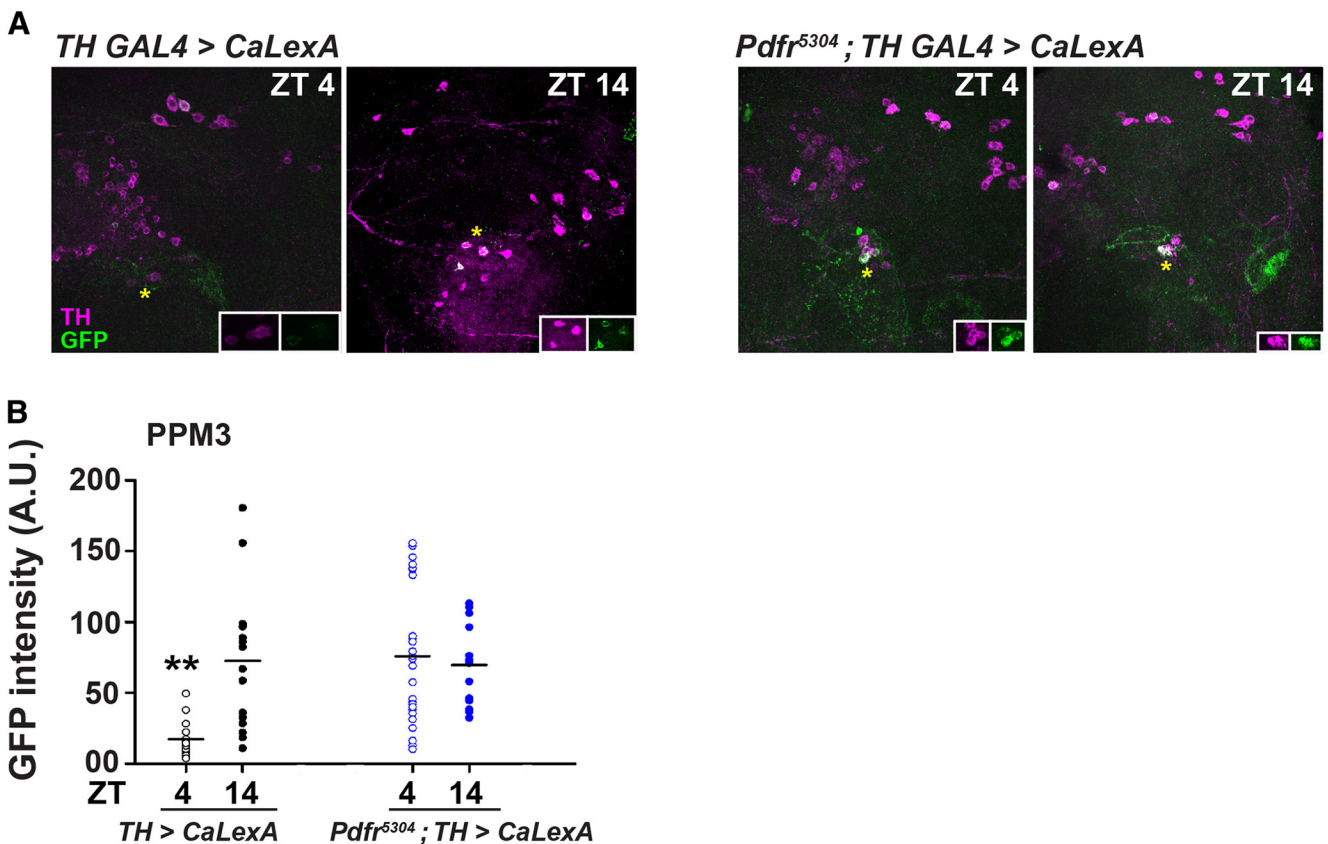 A
TH GAL4 > CaLexA
Pdfr⁵³⁰⁴ ; TH GAL4 > CaLexA
ZT 4
ZT 14
ZT 4
ZT 14
*
*
*
*
TH
GFP
B
PPM3
GFP intensity (A.U.)
200
150
100
50
00
**
ZT 4 14 4 14
TH > CaLexA
Pdfr⁵³⁰⁴ ; TH > CaLexA